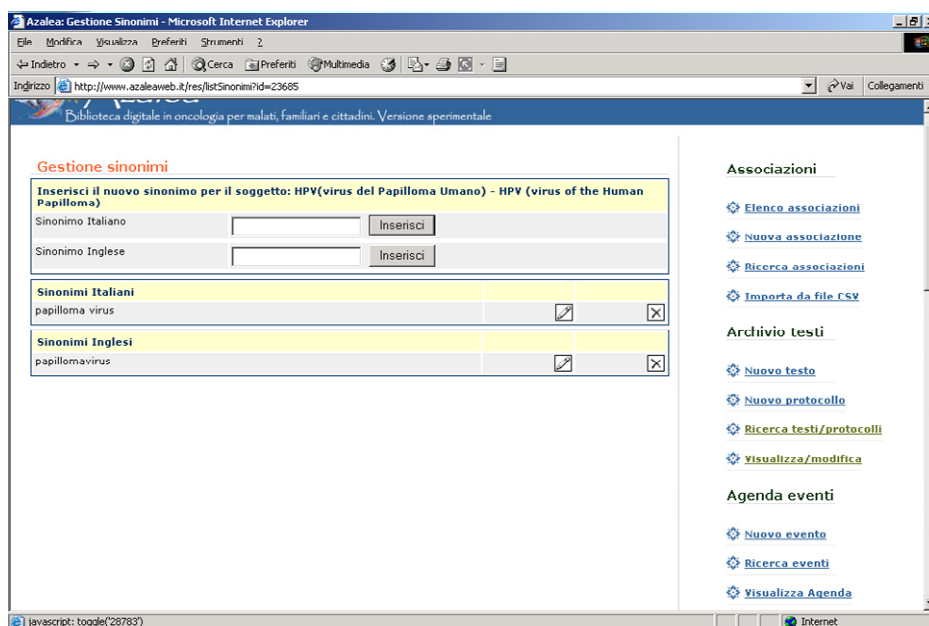 Azalea: Gestione Sinonimi - Microsoft Internet Explorer
File Modifica Visualizza Preferiti Strumenti ?
Indietro Cerca Preferiti Multimedia
Indirizzo http://www.azaleaweb.it/res/listSinonimi?id=23685 Vai Collegamenti
Biblioteca digitale in oncologia per malati, familiari e cittadini. Versione sperimentale
Gestione sinonimi
Inserisci il nuovo sinonimo per il soggetto: HPV(virus del Papilloma Umano) - HPV (virus of the Human
Papilloma)
Sinonimo Italiano Inserisci
Sinonimo Inglese Inserisci
Sinonimi Italiani
papilloma virus
Sinonimi Inglesi
papillomavirus
Associazioni
Elenco associazioni
Nuova associazione
Ricerca associazioni
Importa da file CSV
Archivio testi
Nuovo testo
Nuovo protocollo
Ricerca testi/protocolli
Visualizza/modifica
Agenda eventi
Nuovo evento
Ricerca eventi
Visualizza Agenda
javascript: toggle('28783') Internet